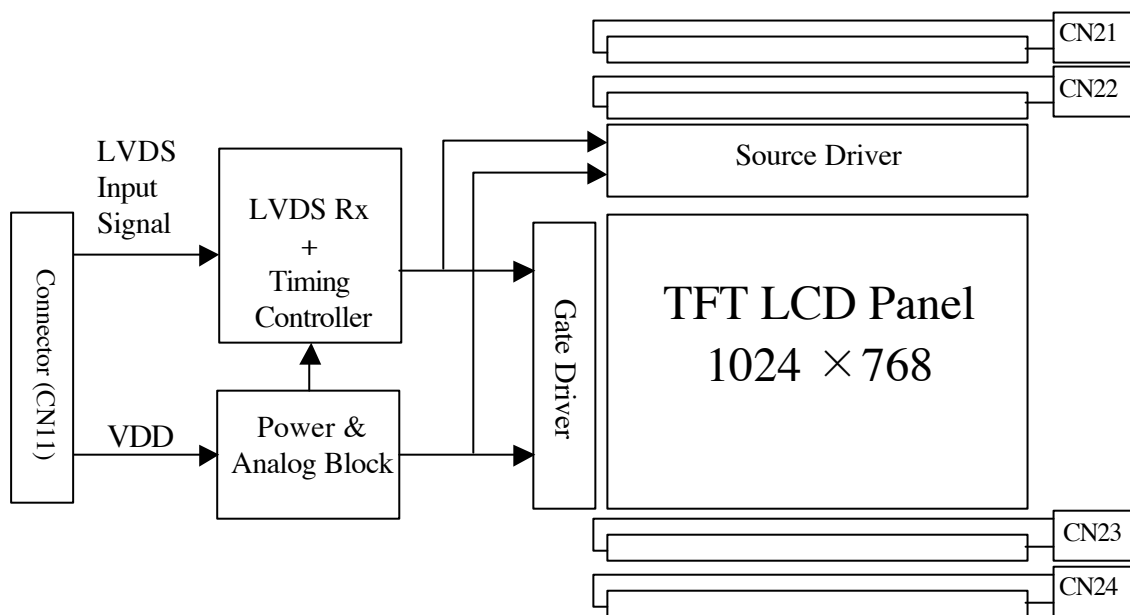 CN21
CN22
LVDS
Input
Signal
Source Driver
LVDS Rx
+
Timing
Controller
Connector (CN11)
Gate Driver
TFT LCD Panel
1024 ×768
VDD
Power &
Analog Block
CN23
CN24